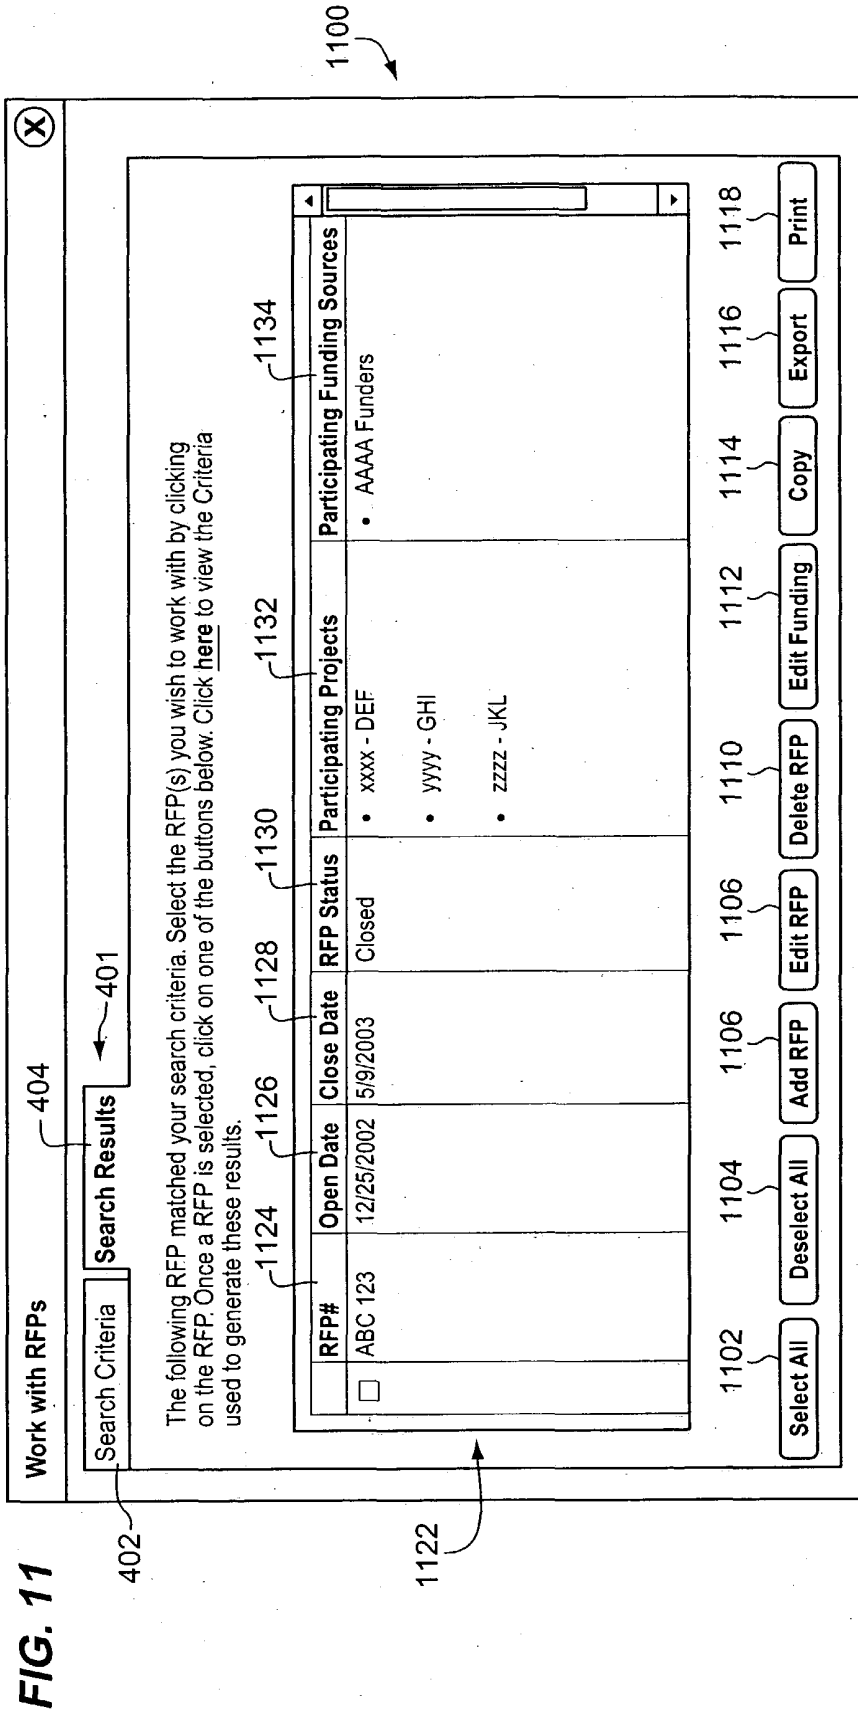 FIG. 11
1100
Work with RFPs
X
404
401
402
Search Criteria
Search Results
The following RFP matched your search criteria. Select the RFP(s) you wish to work with by clicking
on the RFP. Once a RFP is selected, click on one of the buttons below. Click here to view the Criteria
used to generate these results.
1124
1126
1128
1130
1132
1134
RFP# Open Date Close Date RFP Status Participating Projects Participating Funding Sources
ABC 123 12/25/2002 5/9/2003 Closed • xxxx - DEF • AAAA Funders
• yyyy - GHI
• zzzz - JKL
1122
1102 1104 1106 1106 1110 1112 1114 1116 1118
Select All Deselect All Add RFP Edit RFP Delete RFP Edit Funding Copy Export Print